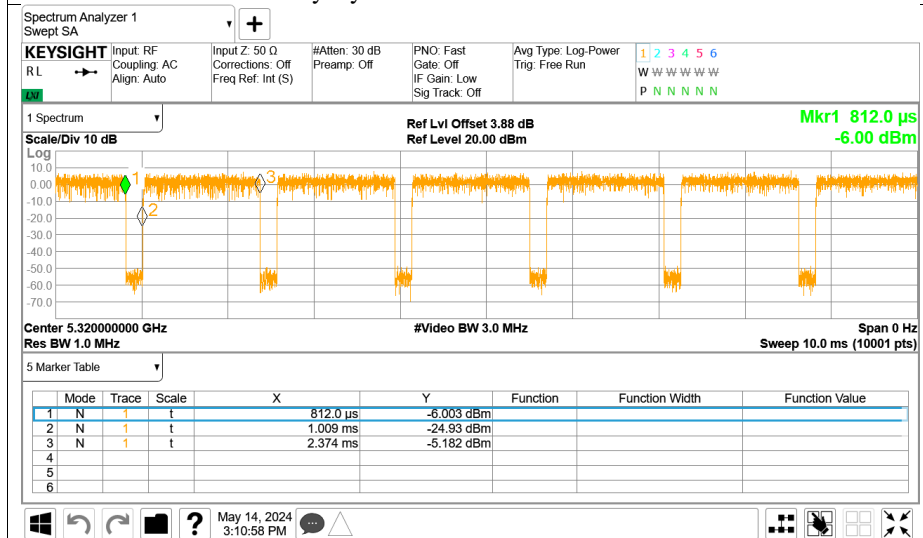 Spectrum Analyzer 1
Swept SA
KEYSIGHT
RL
LXI
Input: RF
Coupling: AC
Align: Auto
Input Z: 50 Ω
Corrections: Off
Freq Ref: Int (S)
#Atten: 30 dB
Preamp: Off
PNO: Fast
Gate: Off
IF Gain: Low
Sig Track: Off
Avg Type: Log-Power
Trig: Free Run
1 2 3 4 5 6
W W W W W W
P N N N N N
1 Spectrum
Scale/Div 10 dB
Ref Lvl Offset 3.88 dB
Ref Level 20.00 dBm
Mkr1 812.0 µs
-6.00 dBm
Log
10.0
0.00
-10.0
-20.0
-30.0
-40.0
-50.0
-60.0
-70.0
1
2
3
Center 5.320000000 GHz
#Video BW 3.0 MHz
Span 0 Hz
Res BW 1.0 MHz
Sweep 10.0 ms (10001 pts)
5 Marker Table
Mode Trace Scale X Y Function Function Width Function Value
1 N 1 t 812.0 µs -6.003 dBm
2 N 1 t 1.009 ms -24.93 dBm
3 N 1 t 2.374 ms -5.182 dBm
4
5
6
?
May 14, 2024
3:10:58 PM